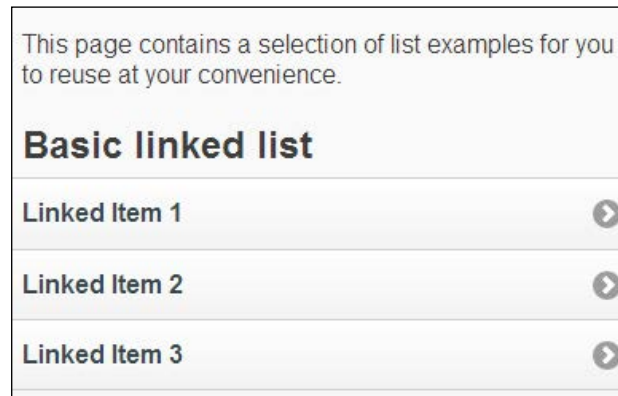 This page contains a selection of list examples for you
to reuse at your convenience.
Basic linked list
Linked Item 1
Linked Item 2
Linked Item 3